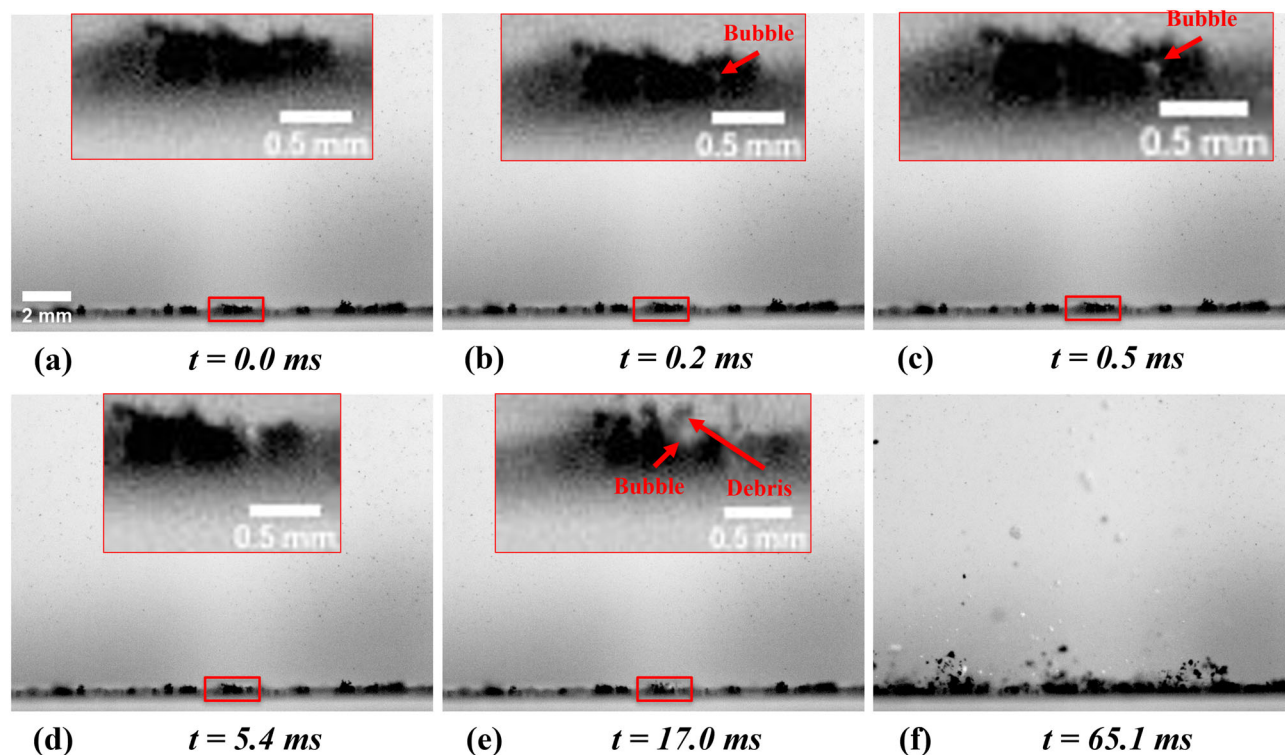 Bubble
Bubble
0.5 mm
0.5 mm
0.5 mm
2 mm
(a) t = 0.0 ms
(b) t = 0.2 ms
(c) t = 0.5 ms
Bubble
Debris
0.5 mm
0.5 mm
(d) t = 5.4 ms
(e) t = 17.0 ms
(f) t = 65.1 ms